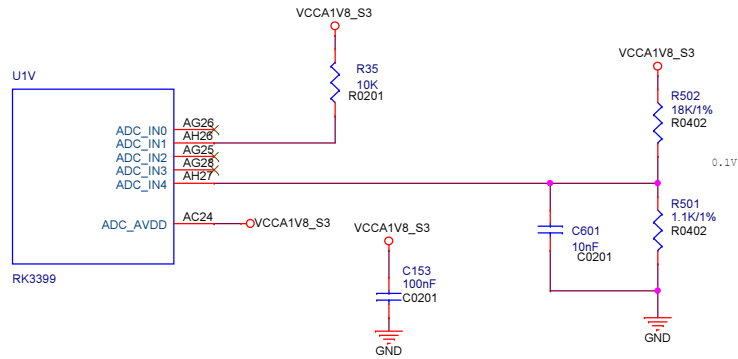 VCCA1V8_S3
R35
10K
R0201
VCCA1V8_S3
R502
18K/1%
R0402
0.1V
U1V
ADC_IN0 AG26
ADC_IN1 AH26
ADC_IN2 AG25
ADC_IN3 AG28
ADC_IN4 AH27
ADC_AVDD AC24 VCCA1V8_S3
RK3399
VCCA1V8_S3
C153
100nF
C0201
GND
C601
10nF
C0201
R501
1.1K/1%
R0402
GND